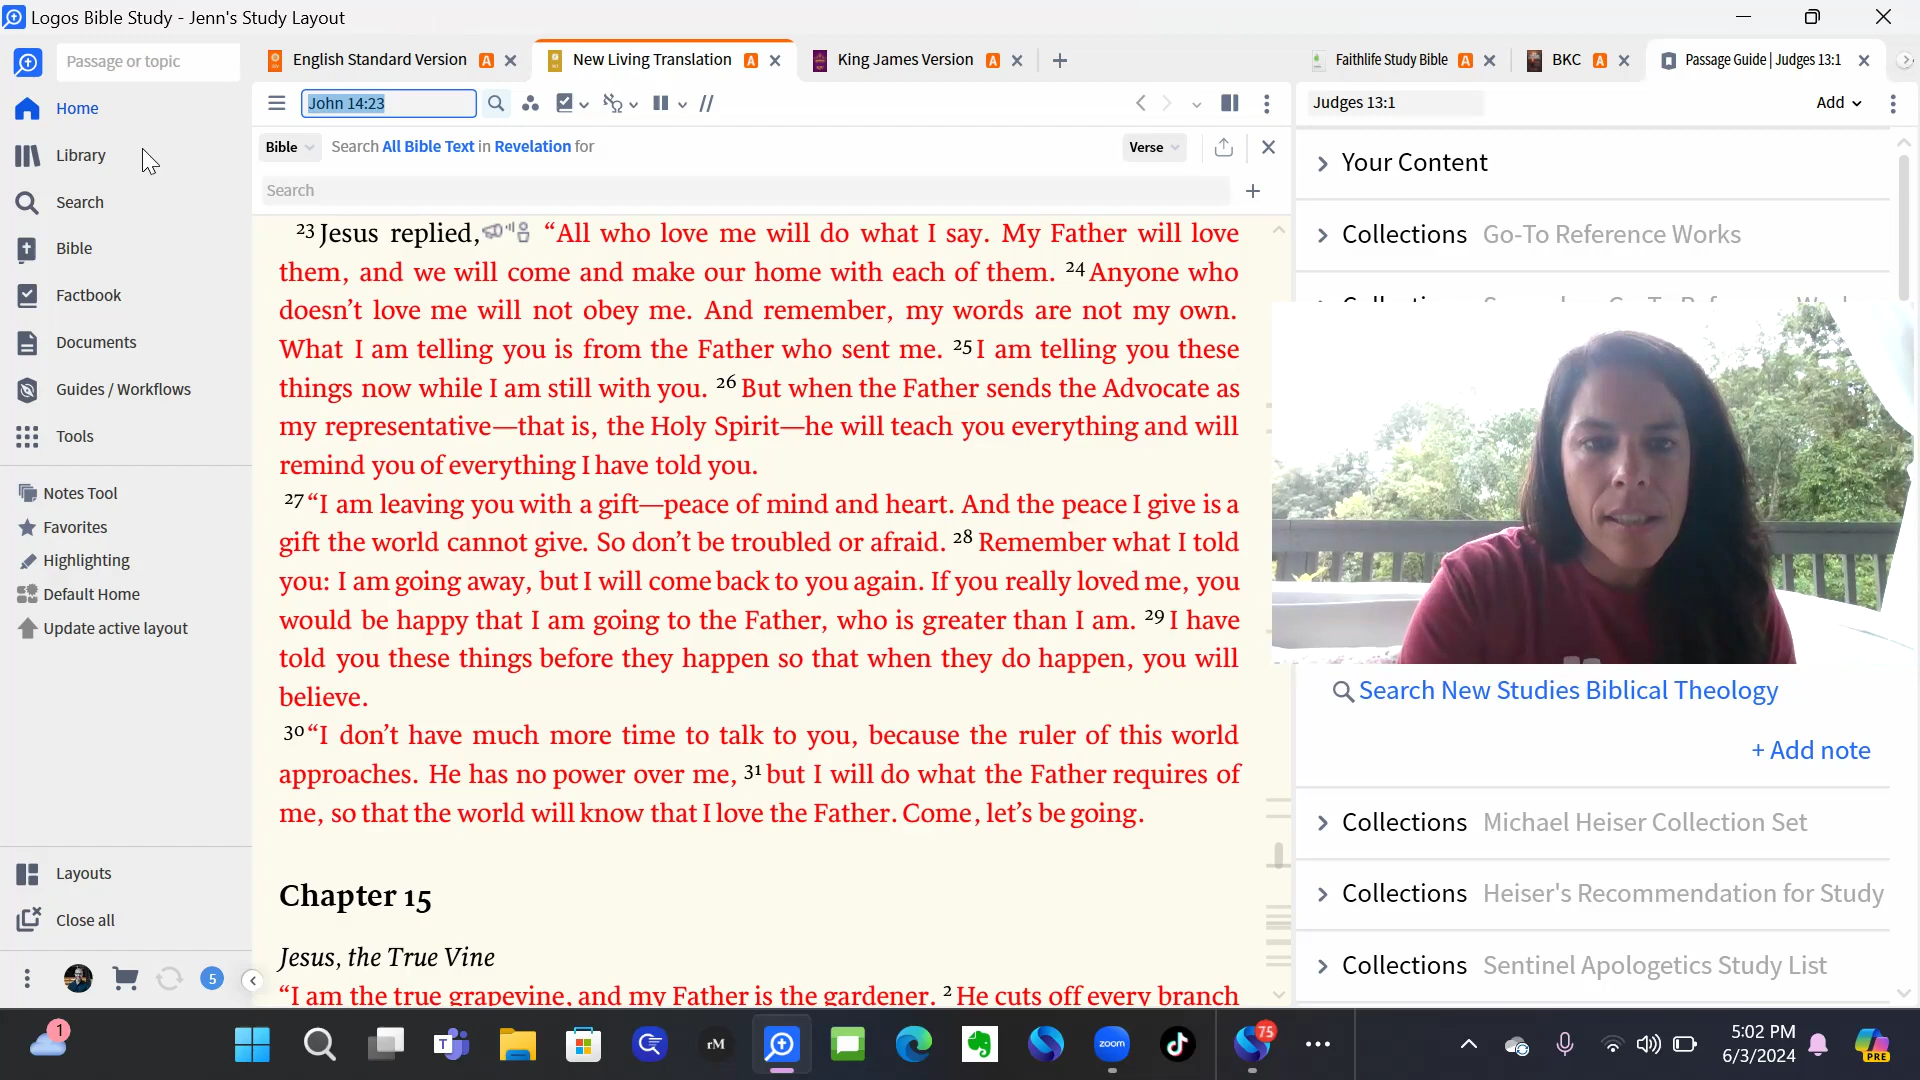 Logos Bible Study - Jenn's Study Layout
Passage or topic
Home
Library
Search
Bible
Factbook
Documents
Guides / Workflows
Tools
Notes Tool
Favorites
Highlighting
Default Home
Update active layout
Layouts
Close all
5
English Standard Version A
New Living Translation A
King James Version A
John 14:23
Bible Search All Bible Text in Revelation for Verse
Search
23 Jesus replied, “All who love me will do what I say. My Father will love
them, and we will come and make our home with each of them. 24 Anyone who
doesn’t love me will not obey me. And remember, my words are not my own.
What I am telling you is from the Father who sent me. 25 I am telling you these
things now while I am still with you. 26 But when the Father sends the Advocate as
my representative—that is, the Holy Spirit—he will teach you everything and will
remind you of everything I have told you.
27 “I am leaving you with a gift—peace of mind and heart. And the peace I give is a
gift the world cannot give. So don’t be troubled or afraid. 28 Remember what I told
you: I am going away, but I will come back to you again. If you really loved me, you
would be happy that I am going to the Father, who is greater than I am. 29 I have
told you these things before they happen so that when they do happen, you will
believe.
30 “I don’t have much more time to talk to you, because the ruler of this world
approaches. He has no power over me, 31 but I will do what the Father requires of
me, so that the world will know that I love the Father. Come, let’s be going.
Chapter 15
Jesus, the True Vine
“I am the true grapevine, and my Father is the gardener. 2 He cuts off every branch
Faithlife Study Bible A
BKC A
Passage Guide | Judges 13:1
Judges 13:1
Add
Your Content
Collections Go-To Reference Works
Search New Studies Biblical Theology
+ Add note
Collections Michael Heiser Collection Set
Collections Heiser's Recommendation for Study
Collections Sentinel Apologetics Study List
1
T
rM
zoom
75
5:02 PM
6/3/2024
PRE